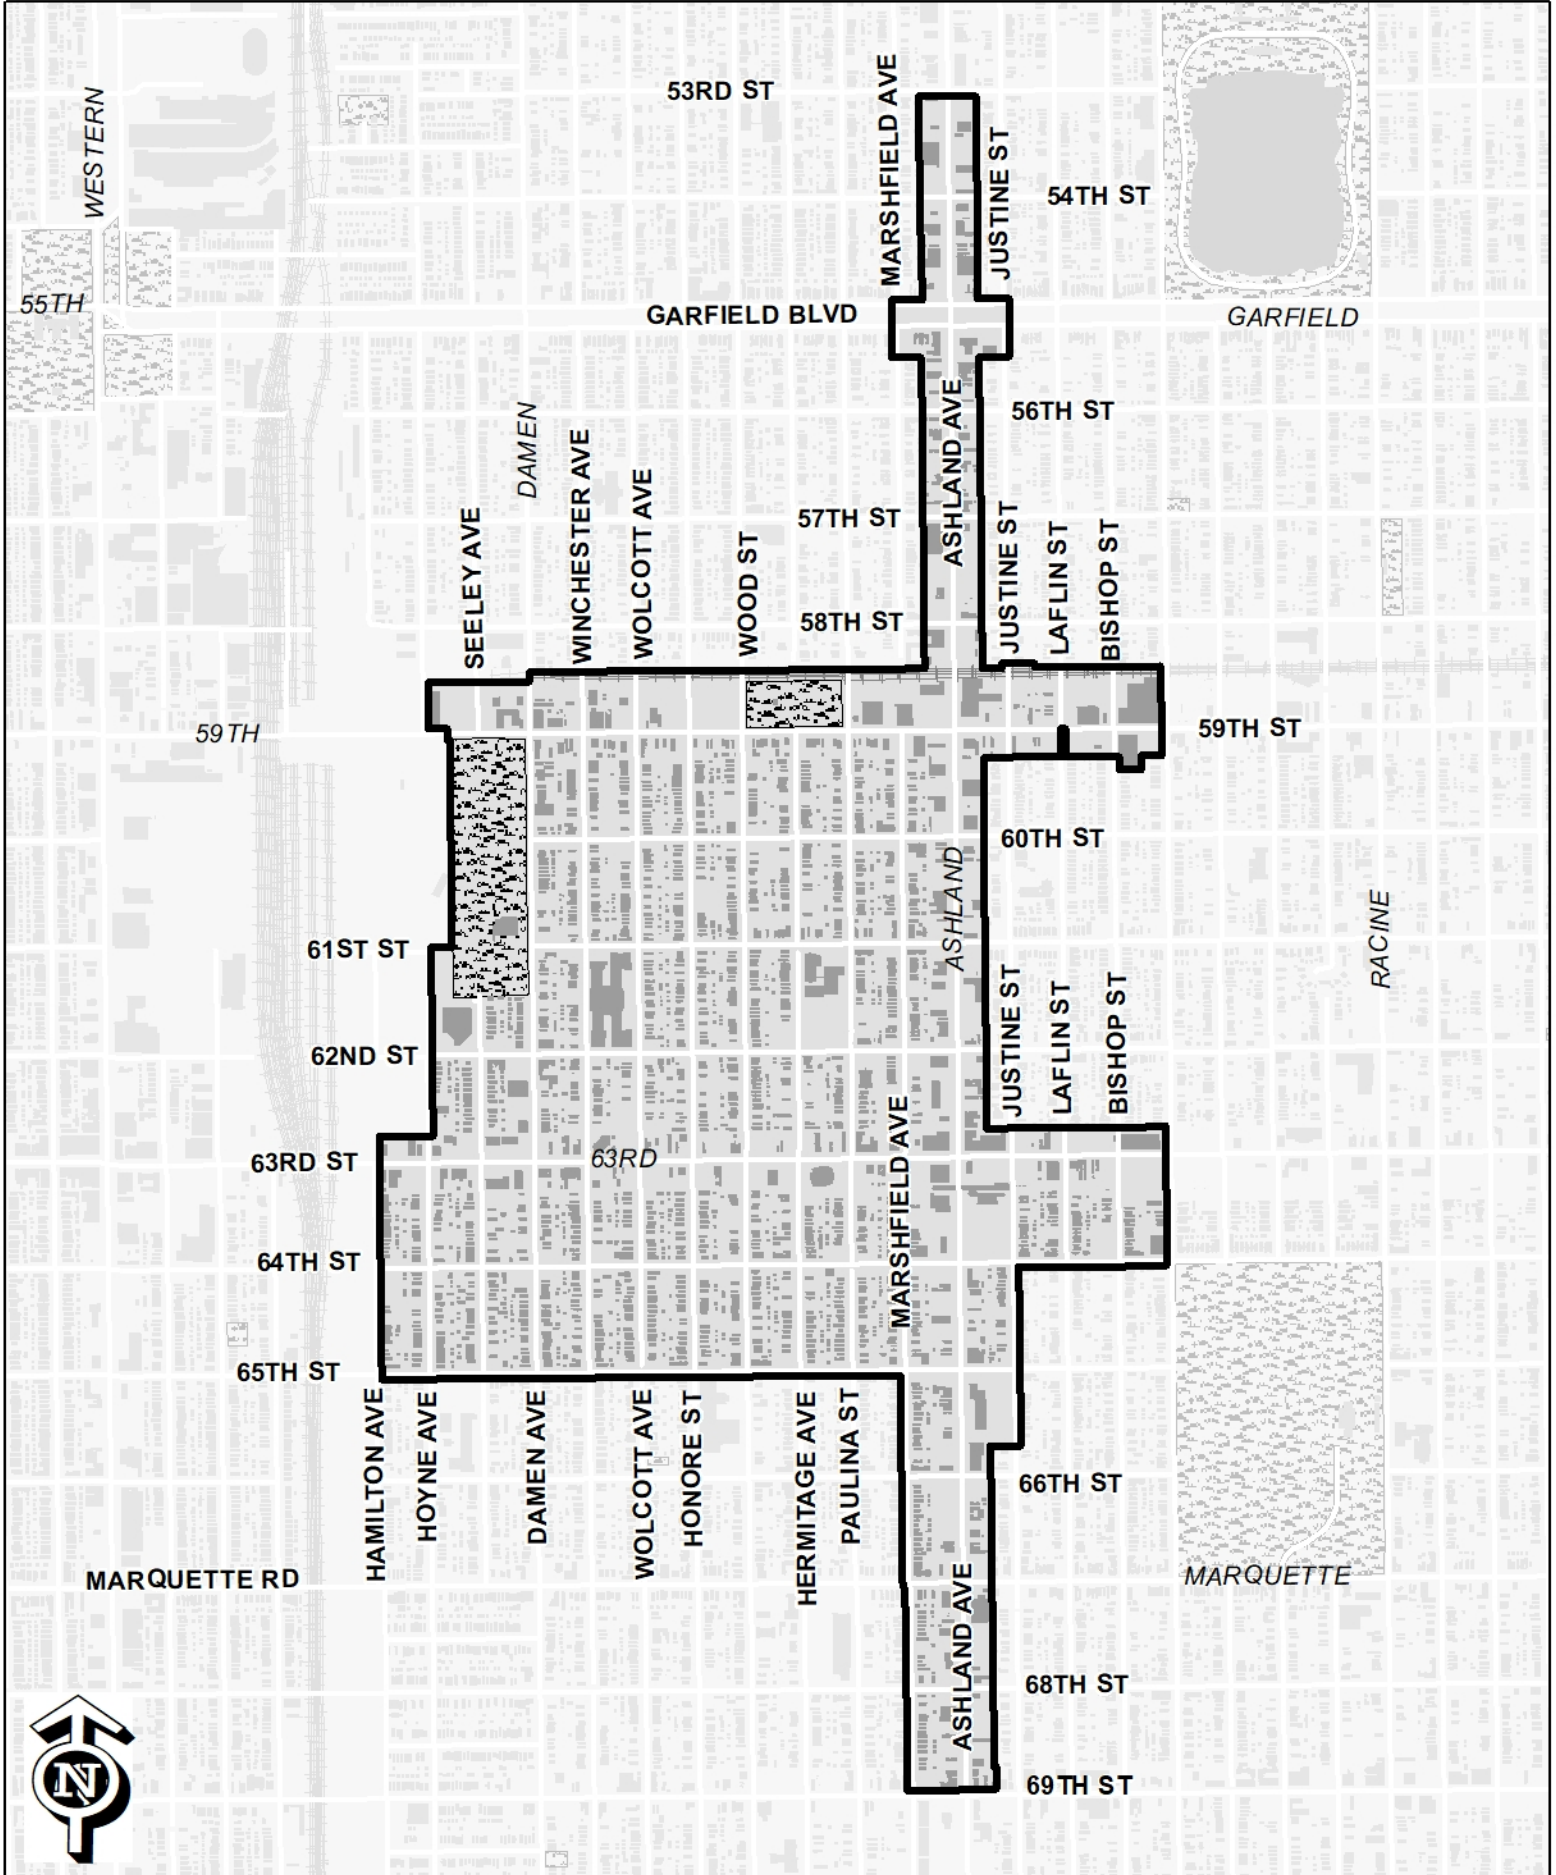 53RD ST
MARSHFIELD AVE
WESTERN
JUSTINE ST
54TH ST
55TH
GARFIELD BLVD
GARFIELD
ASHLAND AVE
56TH ST
DAMEN
WINCHESTER AVE
WOLCOTT AVE
57TH ST
SEELEY AVE
WOOD ST
JUSTINE ST
LAFLIN ST
BISHOP ST
58TH ST
59TH
59TH ST
60TH ST
ASHLAND
RACINE
61ST ST
JUSTINE ST
LAFLIN ST
BISHOP ST
62ND ST
MARSHFIELD AVE
63RD ST
63RD
64TH ST
65TH ST
HAMILTON AVE
HOYNE AVE
DAMEN AVE
WOLCOTT AVE
HONORE ST
HERMITAGE AVE
PAULINA ST
66TH ST
MARQUETTE RD
MARQUETTE
ASHLAND AVE
68TH ST
N
69TH ST